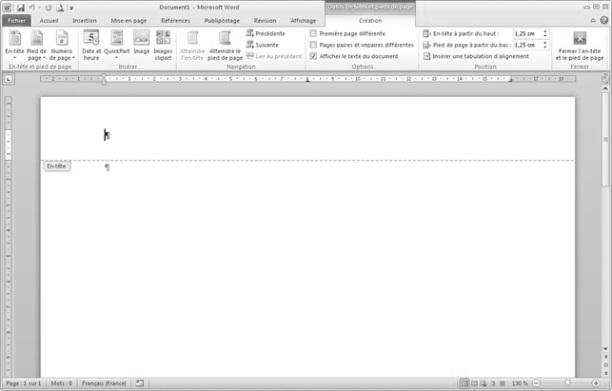 Document1 - Microsoft Word
Outils En-têtes et pieds de page
Fichier Accueil Insertion Mise en page Références Publipostage Révision Affichage Création
En-tête Pied de page Numéro de page Date et heure QuickPart Image Images clipart Atteindre l'en-tête Atteindre le pied de page
Précédente
Suivante
Lier au précédent
Première page différente
Pages paires et impaires différentes
Afficher le texte du document
En-tête à partir du haut : 1,25 cm
Pied de page à partir du bas : 1,25 cm
Insérer une tabulation d'alignement
Fermer l'en-tête et le pied de page
En-tête et pied de page Insérer Navigation Options Position Fermer
¶
En-tête ¶
Page : 1 sur 1 Mots : 0 Français (France) 130 %